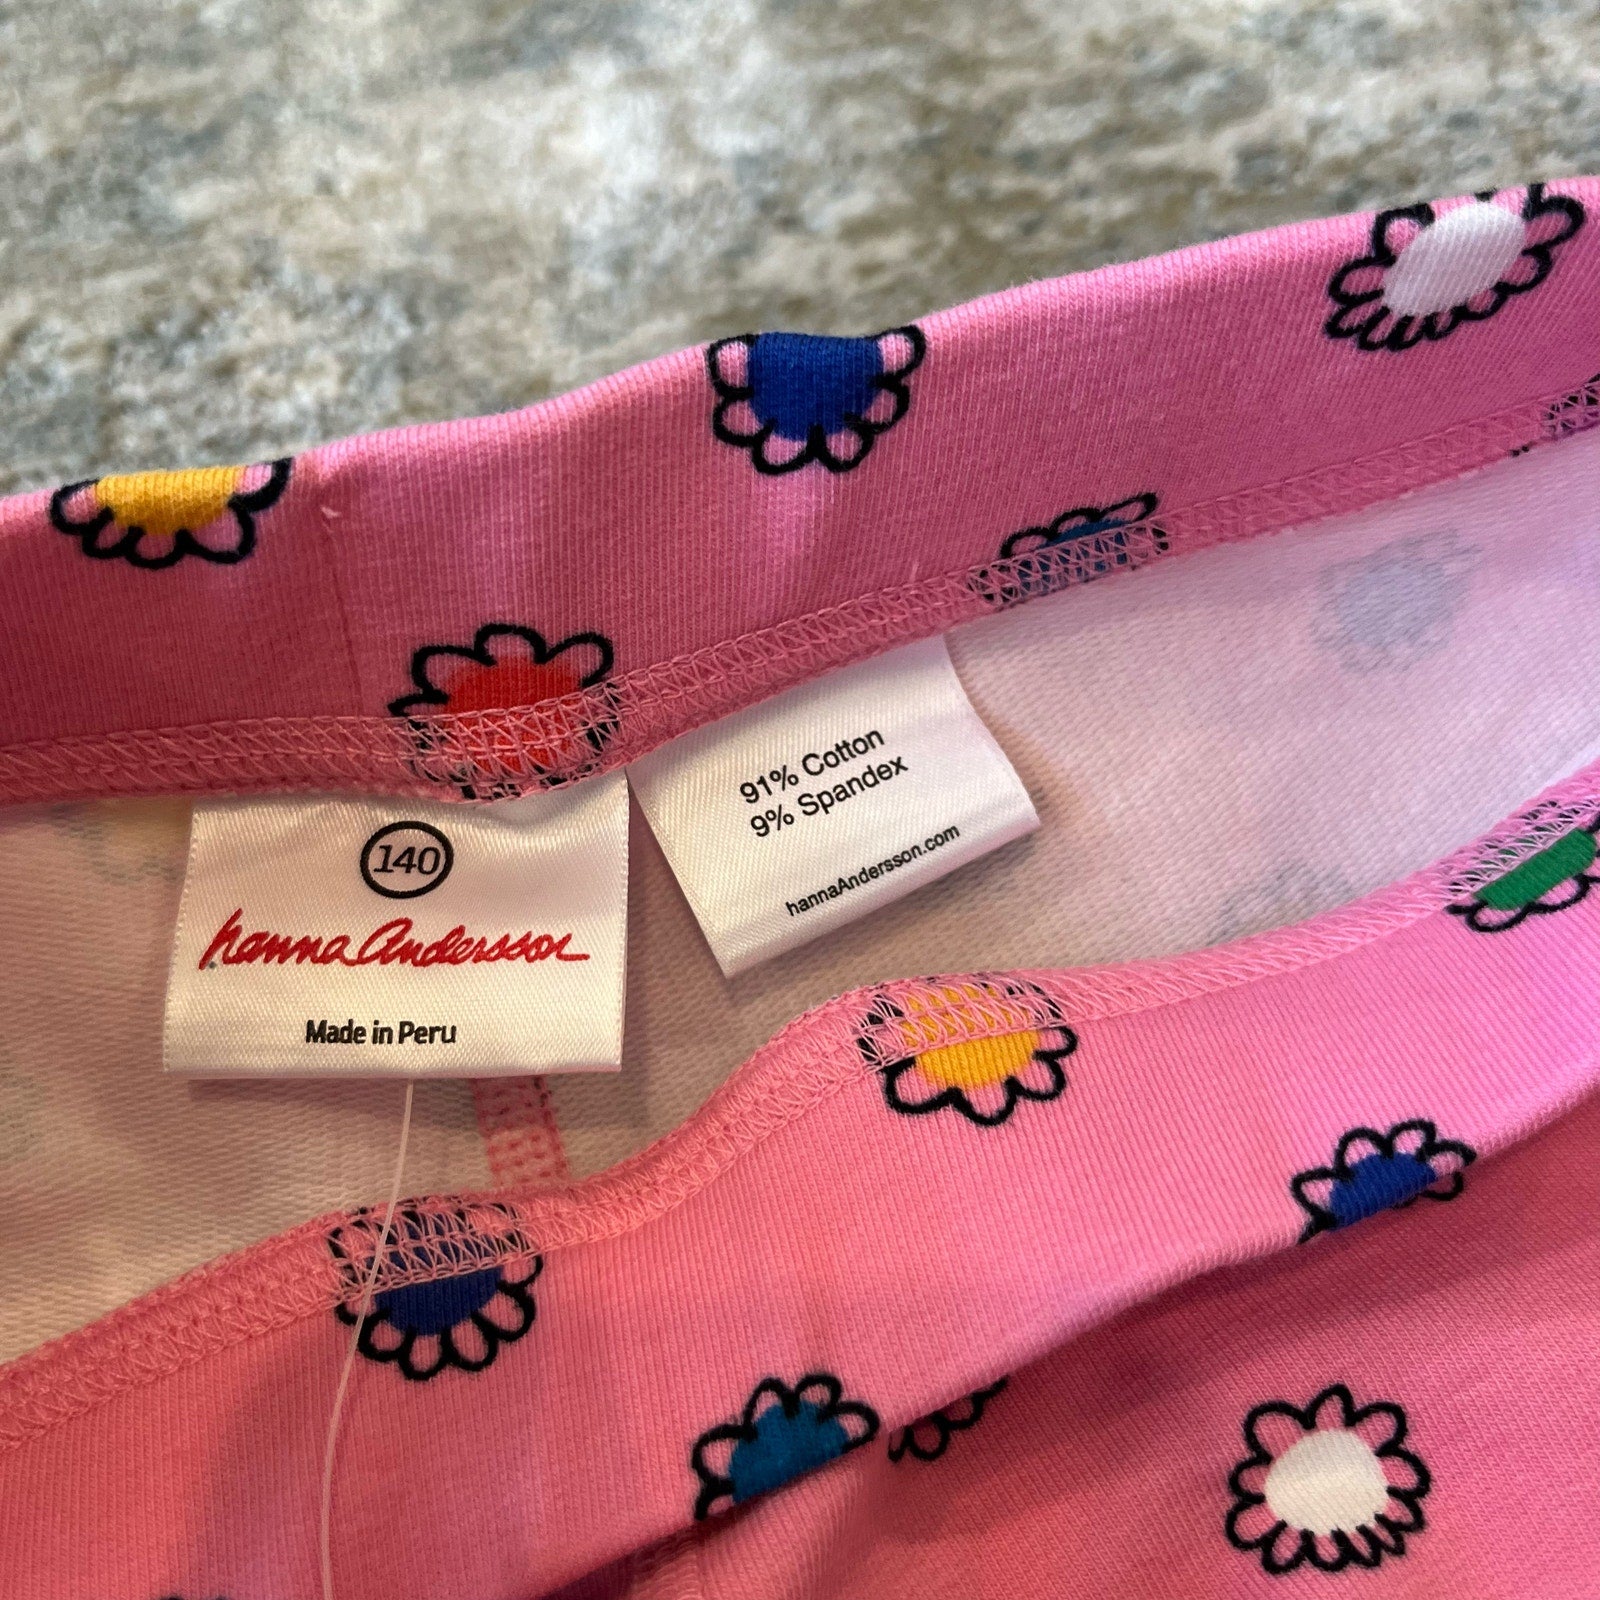 140
hanna Andersson
Made in Peru
91% Cotton
9% Spandex
hannaAndersson.com